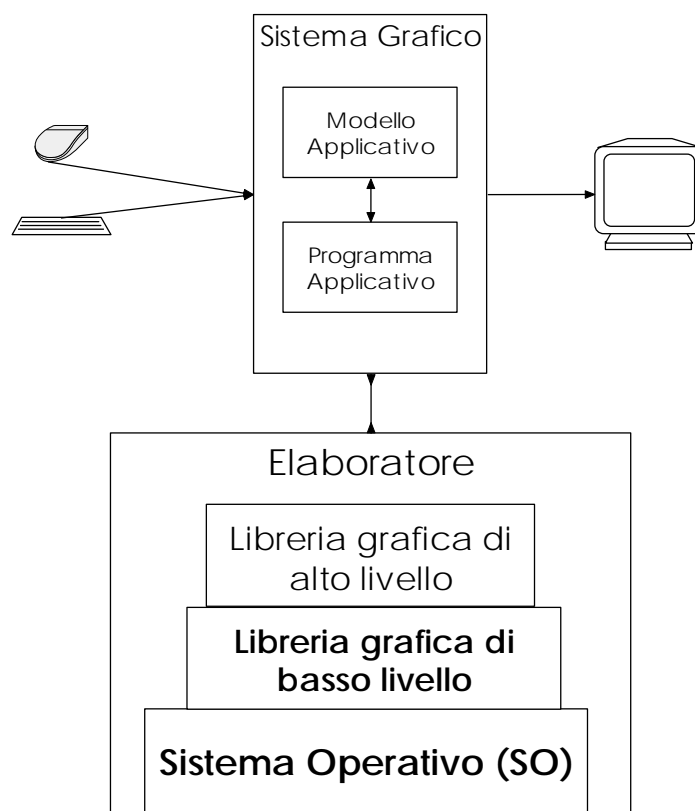 Sistema Grafico
Modello
Applicativo
Programma
Applicativo
Elaboratore
Libreria grafica di
alto livello
Libreria grafica di
basso livello
Sistema Operativo (SO)